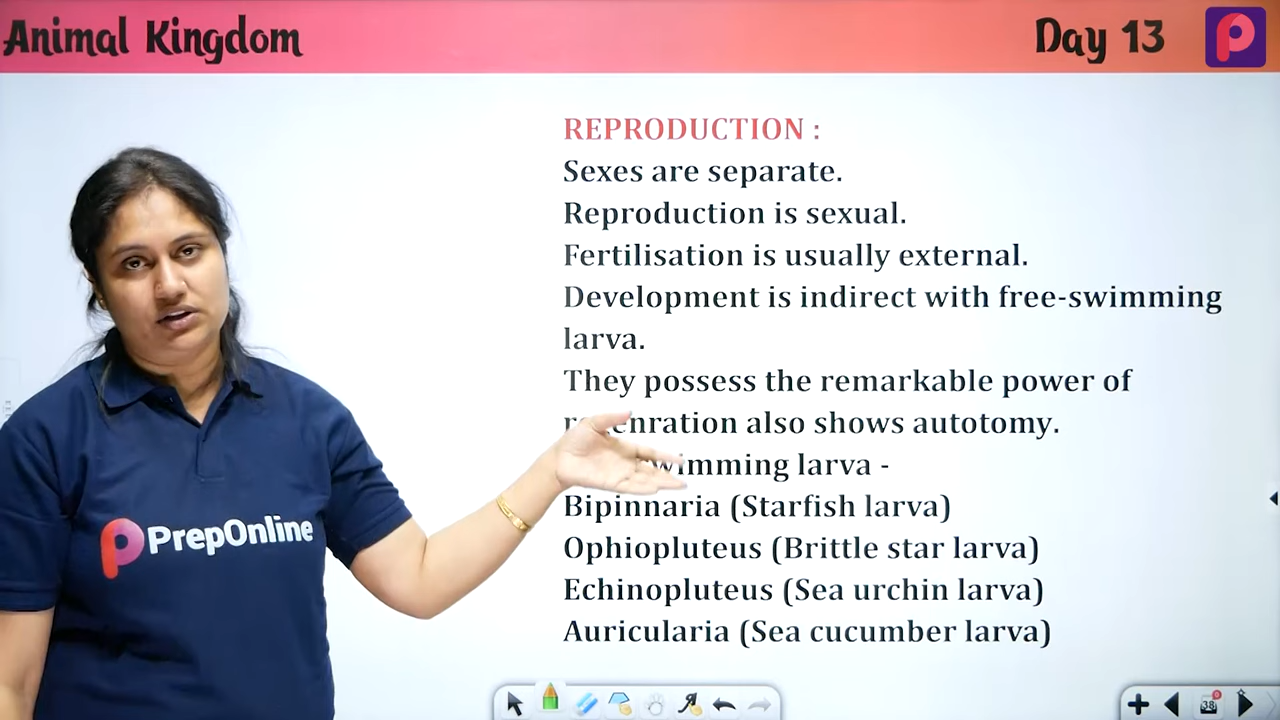 Animal Kingdom
Day 13
REPRODUCTION :
Sexes are separate.
Reproduction is sexual.
Fertilisation is usually external.
Development is indirect with free-swimming
larva.
They possess the remarkable power of
also shows autotomy.
larva -
Bipinnaria (Starfish larva)
Ophiopluteus (Brittle star larva)
Echinopluteus (Sea urchin larva)
Auricularia (Sea cucumber larva)
PrepOnline
38